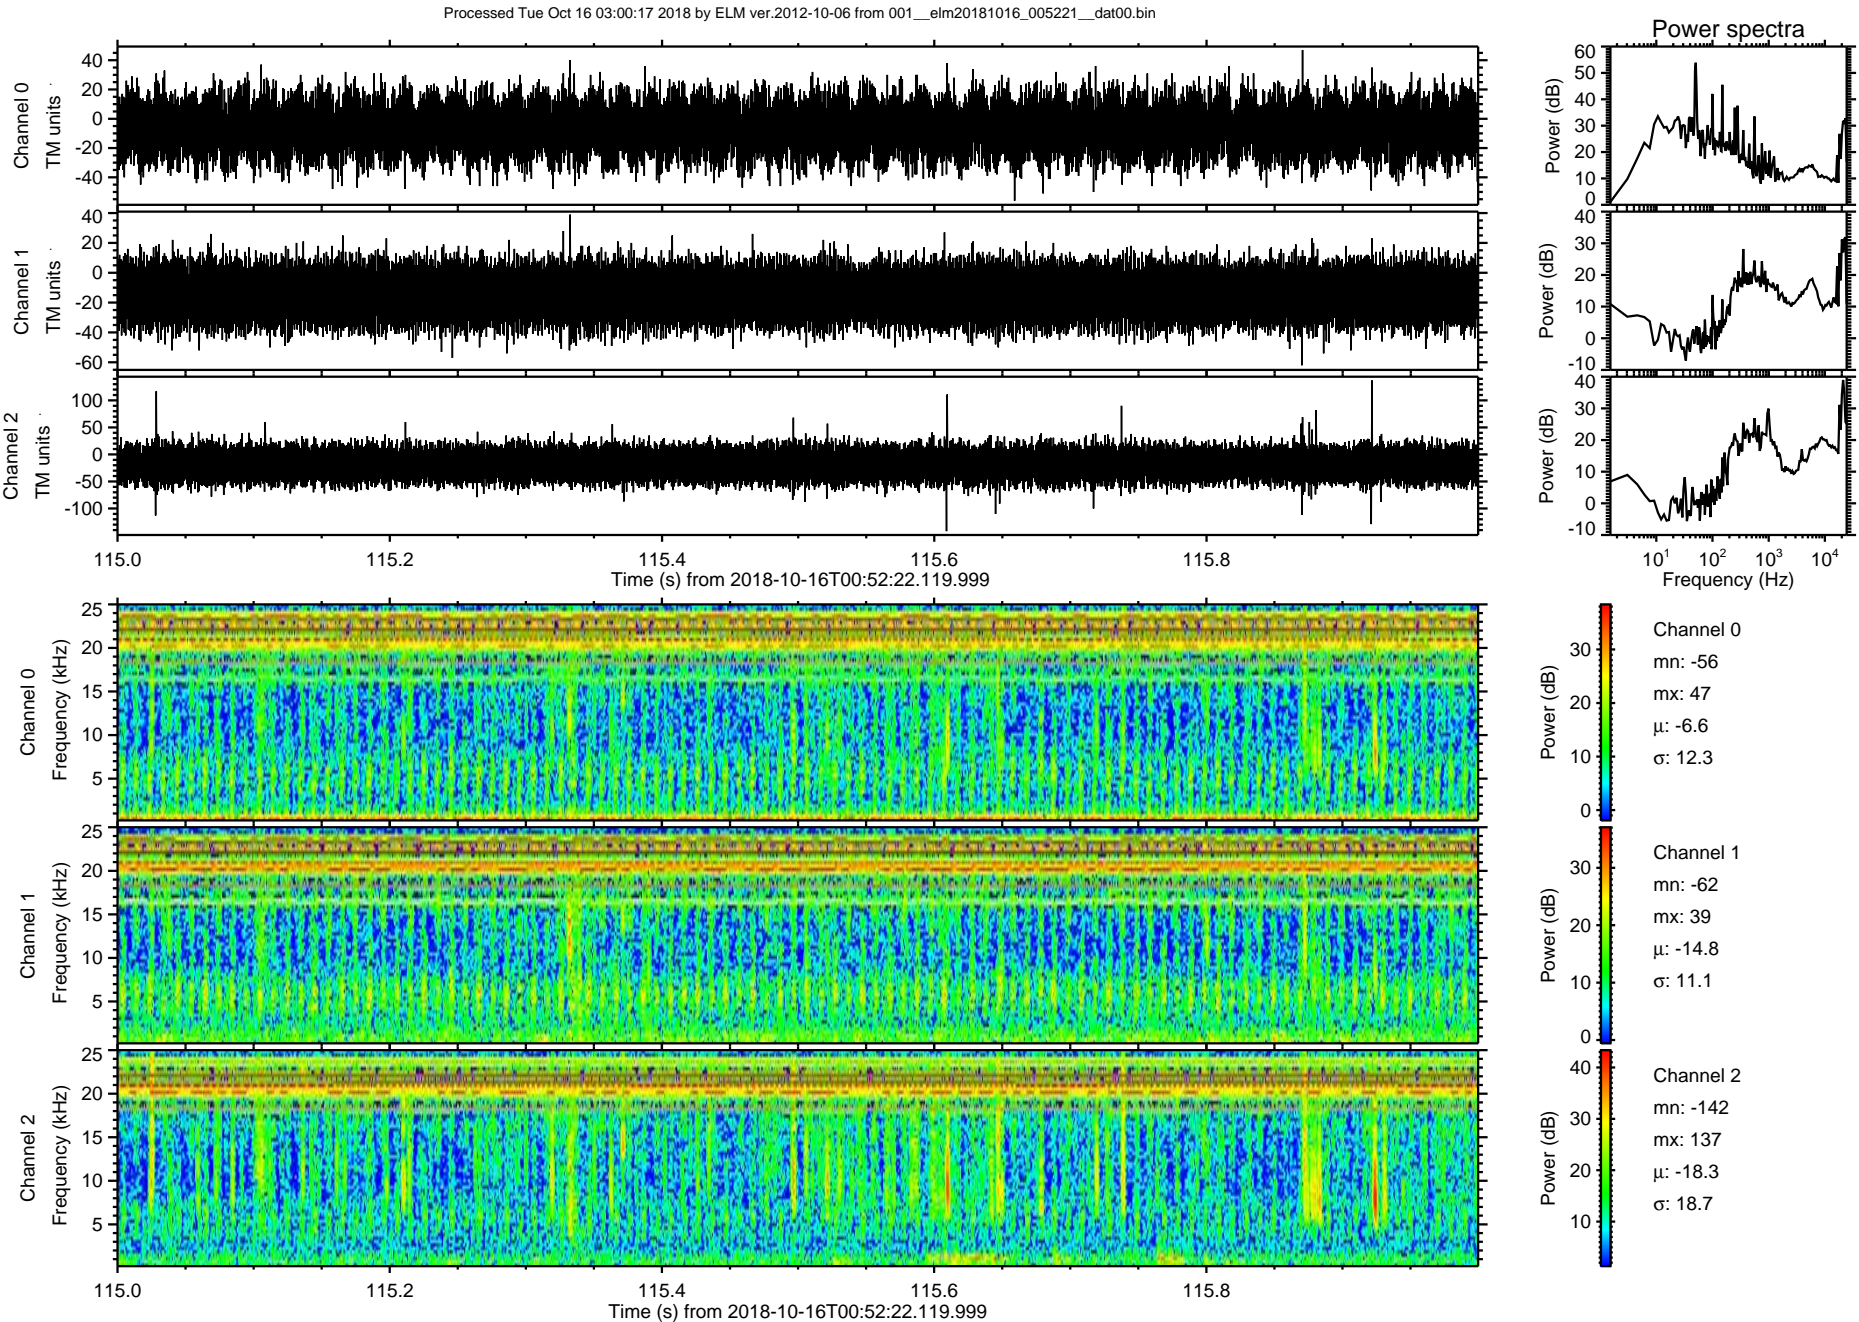 Processed Tue Oct 16 03:00:17 2018 by ELM ver.2012-10-06 from 001__elm20181016_005221__dat00.bin
Power spectra
Channel 0
TM units
40
20
0
-20
-40
Power (dB)
60
50
40
30
20
10
0
Channel 1
TM units
40
20
0
-20
-40
-60
Power (dB)
40
30
20
10
0
-10
Channel 2
TM units
100
50
0
-50
-100
Power (dB)
40
30
20
10
0
-10
115.0 115.2 115.4 115.6 115.8
Time (s) from 2018-10-16T00:52:22.119.999
10¹ 10² 10³ 10⁴
Frequency (Hz)
Channel 0
Frequency (kHz)
25
20
15
10
5
Power (dB)
30
20
10
0
Channel 0
mn: -56
mx: 47
μ: -6.6
σ: 12.3
Channel 1
Frequency (kHz)
25
20
15
10
5
Power (dB)
30
20
10
0
Channel 1
mn: -62
mx: 39
μ: -14.8
σ: 11.1
Channel 2
Frequency (kHz)
25
20
15
10
5
Power (dB)
40
30
20
10
Channel 2
mn: -142
mx: 137
μ: -18.3
σ: 18.7
115.0 115.2 115.4 115.6 115.8
Time (s) from 2018-10-16T00:52:22.119.999